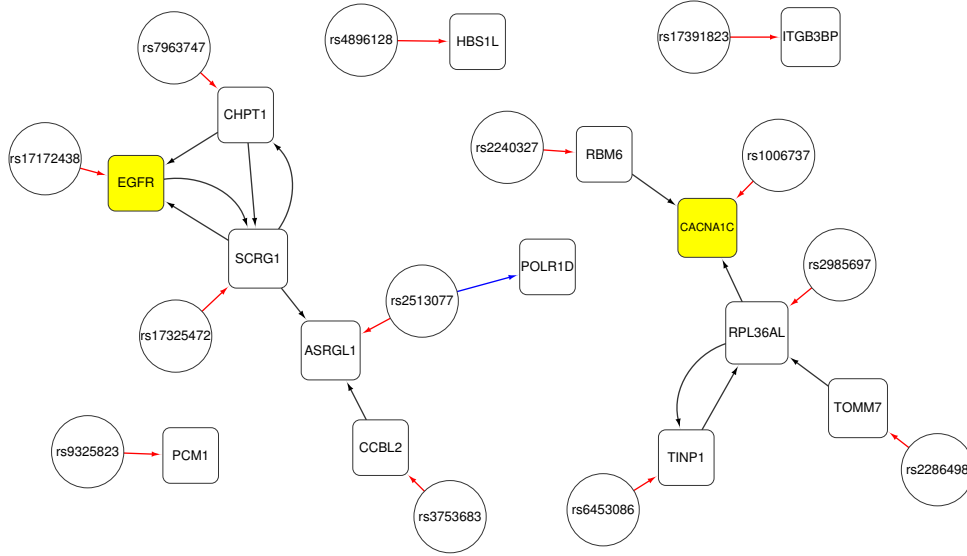 rs7963747
rs4896128
HBS1L
rs17391823
ITGB3BP
CHPT1
rs17172438
EGFR
rs2240327
RBM6
rs1006737
CACNA1C
SCRG1
POLR1D
rs2513077
rs2985697
rs17325472
ASRGL1
RPL36AL
TOMM7
rs9325823
PCM1
CCBL2
TINP1
rs2286498
rs3753683
rs6453086